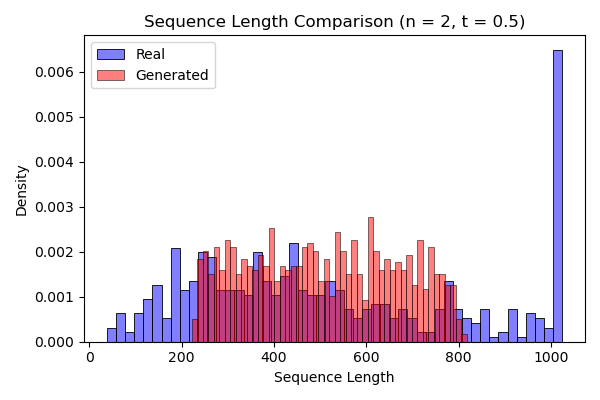 Sequence Length Comparison (n = 2, t = 0.5)
Real
Generated
0.006
0.005
0.004
0.003
0.002
0.001
0.000
Density
0 200 400 600 800 1000
Sequence Length